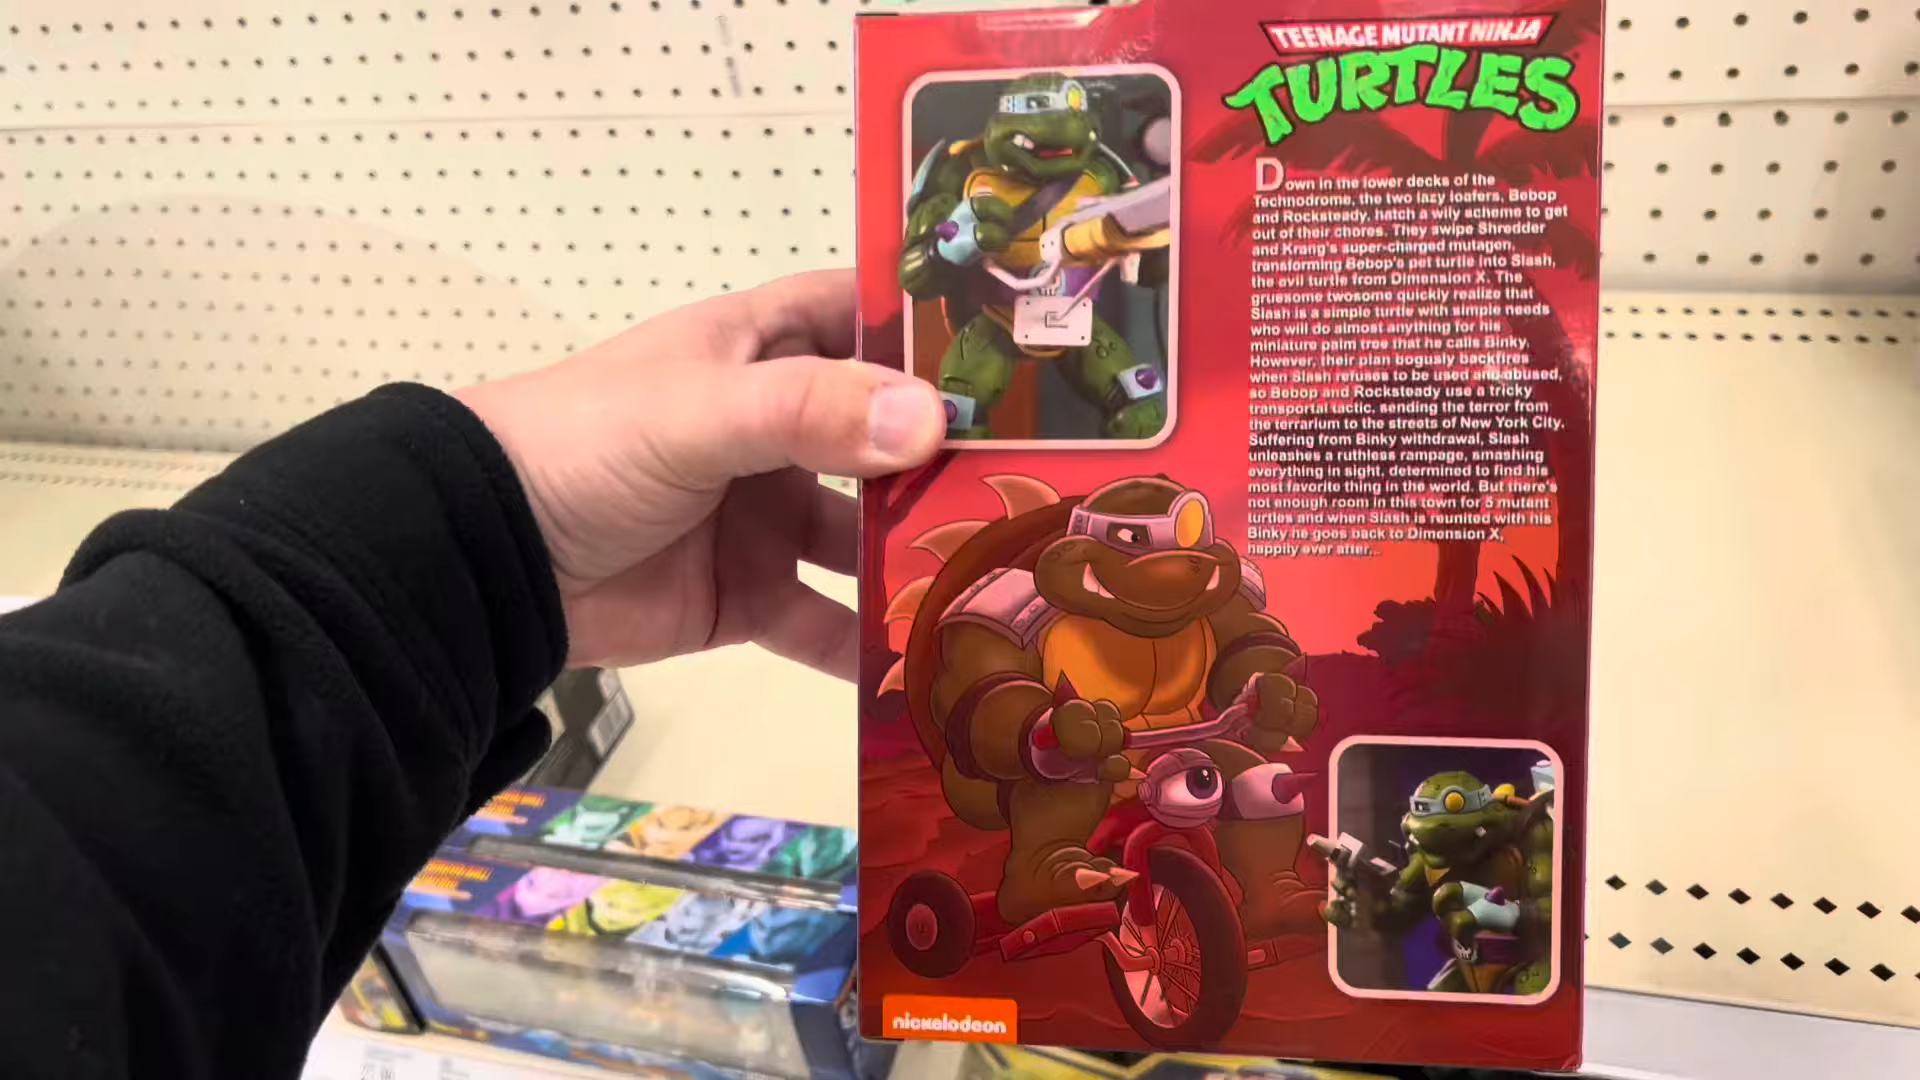 TEENAGE MUTANT NINJA
TURTLES
Down in the lower decks of the
Technodrome, the two lazy loafers, Bebop
and Rocksteady, hatch a wily scheme to get
out of their chores. They swipe Shredder
and Krang's super-charged mutagen,
transforming Bebop's pet turtle into Slash,
the evil turtle from Dimension X. The
gruesome twosome quickly realize that
Slash is a simple turtle with simple needs
who will do almost anything for his
miniature palm tree that he calls Binky.
However, their plan bogusly backfires
when Slash refuses to be used and abused,
so Bebop and Rocksteady use a tricky
transportal tactic, sending the terror from
the terrarium to the streets of New York City.
Suffering from Binky withdrawal, Slash
unleashes a ruthless rampage, smashing
everything in sight, determined to find his
most favorite thing in the world. But there's
not enough room in this town for 5 mutant
turtles and when Slash is reunited with his
Binky he goes back to Dimension X,
happily ever after...
nickelodeon